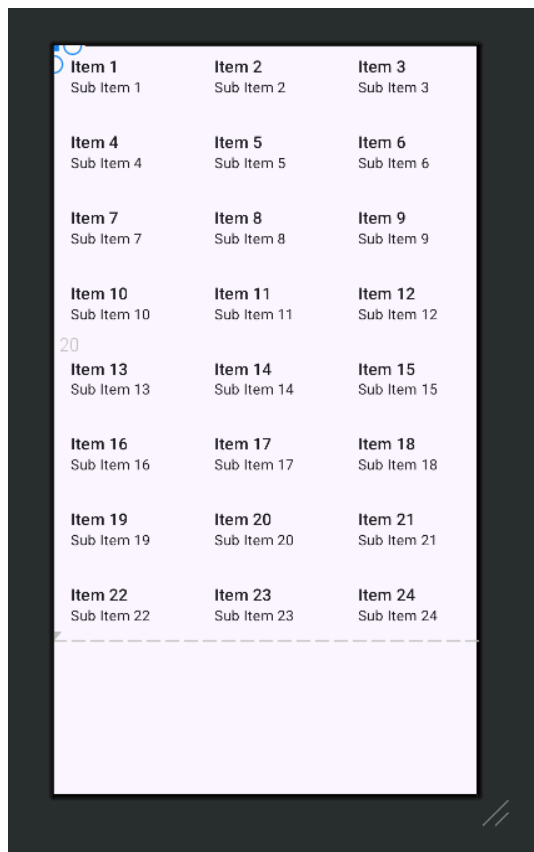 Item 1 Item 2 Item 3
Sub Item 1 Sub Item 2 Sub Item 3
Item 4 Item 5 Item 6
Sub Item 4 Sub Item 5 Sub Item 6
Item 7 Item 8 Item 9
Sub Item 7 Sub Item 8 Sub Item 9
Item 10 Item 11 Item 12
Sub Item 10 Sub Item 11 Sub Item 12
20
Item 13 Item 14 Item 15
Sub Item 13 Sub Item 14 Sub Item 15
Item 16 Item 17 Item 18
Sub Item 16 Sub Item 17 Sub Item 18
Item 19 Item 20 Item 21
Sub Item 19 Sub Item 20 Sub Item 21
Item 22 Item 23 Item 24
Sub Item 22 Sub Item 23 Sub Item 24